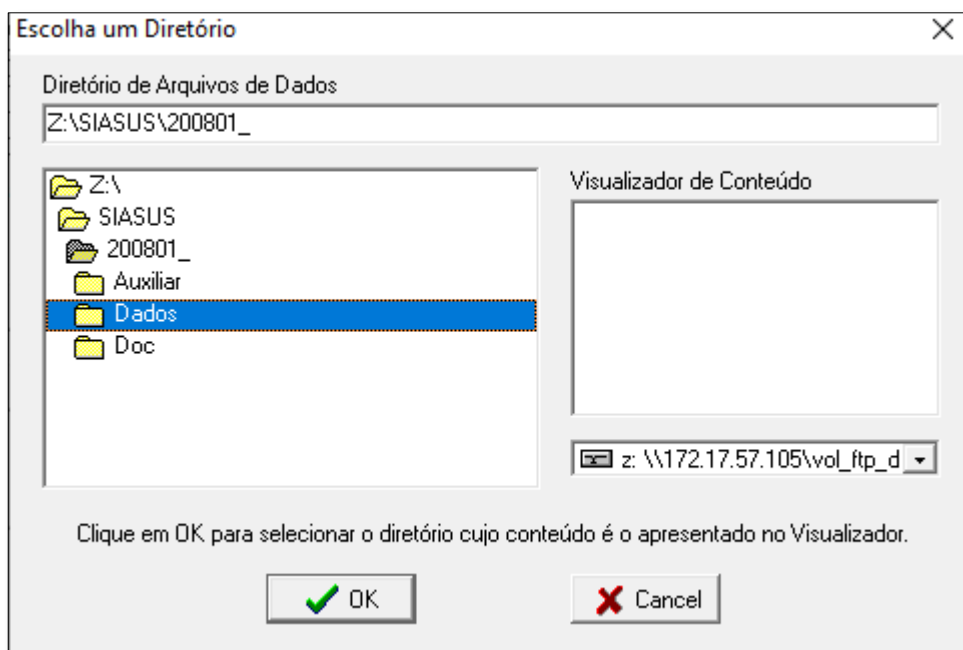 Escolha um Diretório
Diretório de Arquivos de Dados
Z:\SIASUS\200801_
Z:\
SIASUS
200801_
Auxiliar
Dados
Doc
Visualizador de Conteúdo
z: \\172.17.57.105\vol_ftp_d
Clique em OK para selecionar o diretório cujo conteúdo é o apresentado no Visualizador.
OK
Cancel